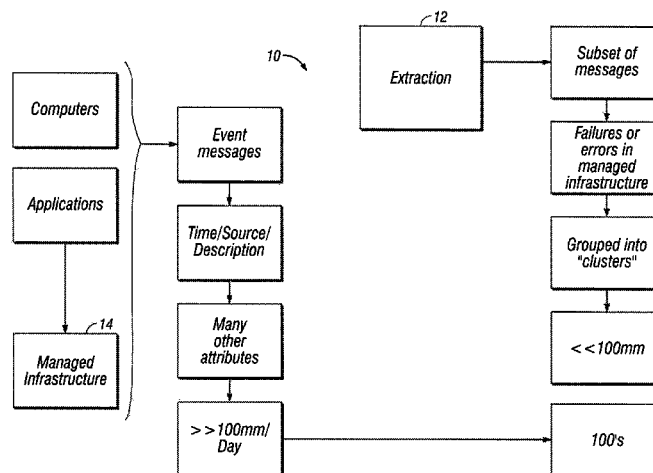 Computers
Applications
14
Managed
Infrastructure
Event
messages
Time/Source/
Description
Many
other
attributes
>>100mm/
Day
10
12
Extraction
Subset of
messages
Failures or
errors in
managed
infrastructure
Grouped into
"clusters"
<<100mm
100's